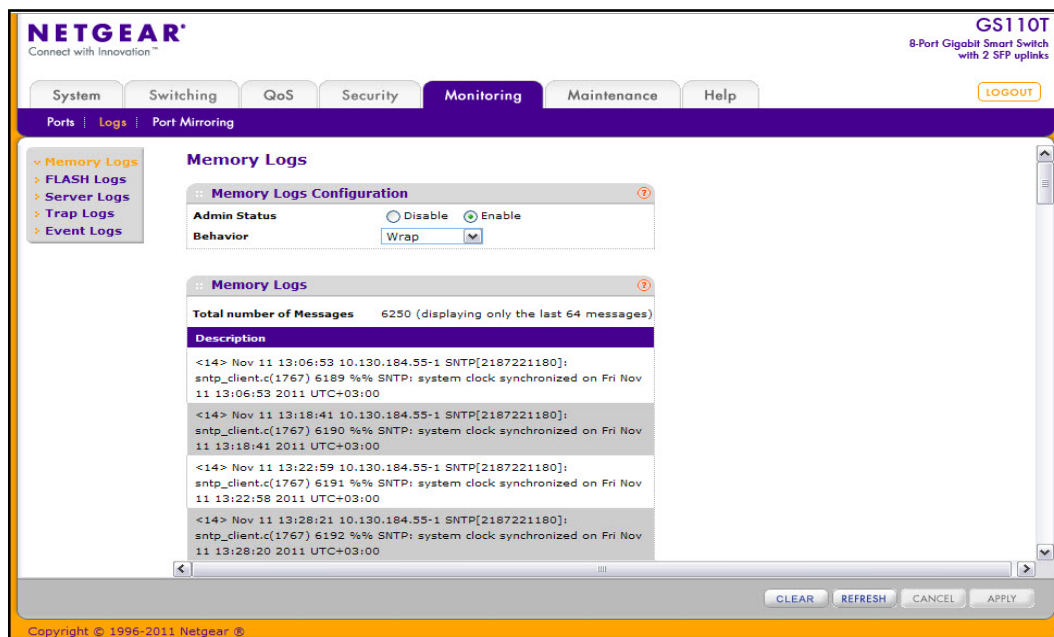 NETGEAR®
Connect with Innovation™
GS110T
8-Port Gigabit Smart Switch
with 2 SFP uplinks
System
Switching
QoS
Security
Monitoring
Maintenance
Help
LOGOUT
Ports
Logs
Port Mirroring
Memory Logs
FLASH Logs
Server Logs
Trap Logs
Event Logs
Memory Logs
Memory Logs Configuration
?
Admin Status
Disable
Enable
Behavior
Wrap
Memory Logs
?
Total number of Messages 6250 (displaying only the last 64 messages)
Description
<14> Nov 11 13:06:53 10.130.184.55-1 SNTP[2187221180]:
sntp_client.c(1767) 6189 %% SNTP: system clock synchronized on Fri Nov
11 13:06:53 2011 UTC+03:00
<14> Nov 11 13:18:41 10.130.184.55-1 SNTP[2187221180]:
sntp_client.c(1767) 6190 %% SNTP: system clock synchronized on Fri Nov
11 13:18:41 2011 UTC+03:00
<14> Nov 11 13:22:59 10.130.184.55-1 SNTP[2187221180]:
sntp_client.c(1767) 6191 %% SNTP: system clock synchronized on Fri Nov
11 13:22:58 2011 UTC+03:00
<14> Nov 11 13:28:21 10.130.184.55-1 SNTP[2187221180]:
sntp_client.c(1767) 6192 %% SNTP: system clock synchronized on Fri Nov
11 13:28:20 2011 UTC+03:00
CLEAR
REFRESH
CANCEL
APPLY
Copyright © 1996-2011 Netgear ®